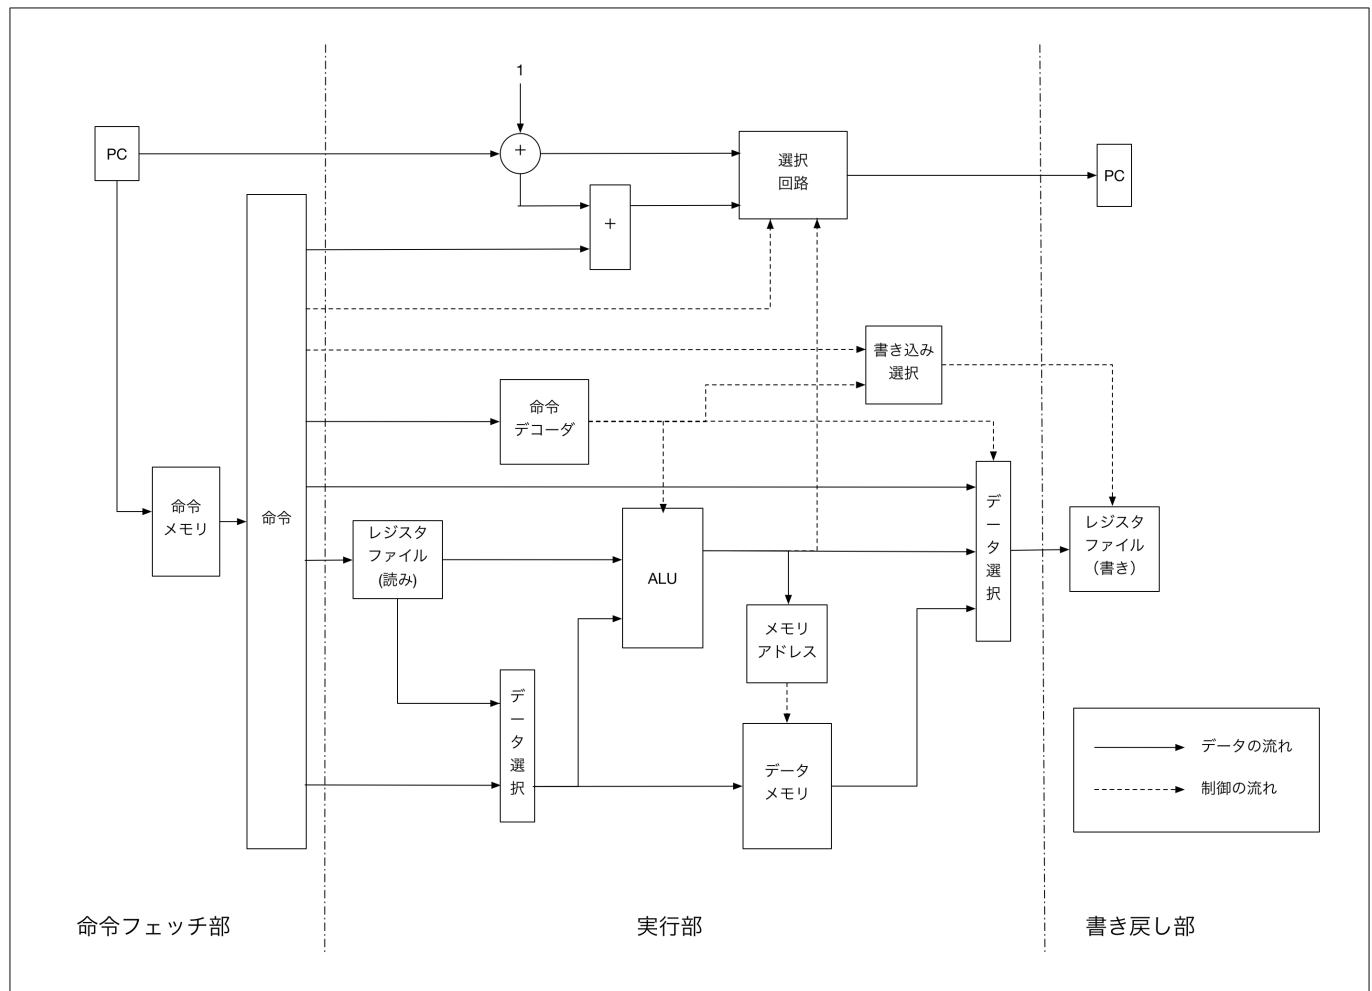 1
PC
+
選択
回路
PC
+
書き込み
選択
命令
デコーダ
命令
メモリ
命令
レジスタ
ファイル
(読み)
ALU
データ選択
レジスタ
ファイル
(書き)
メモリ
アドレス
データ選択
データ
メモリ
データの流れ
制御の流れ
命令フェッチ部
実行部
書き戻し部